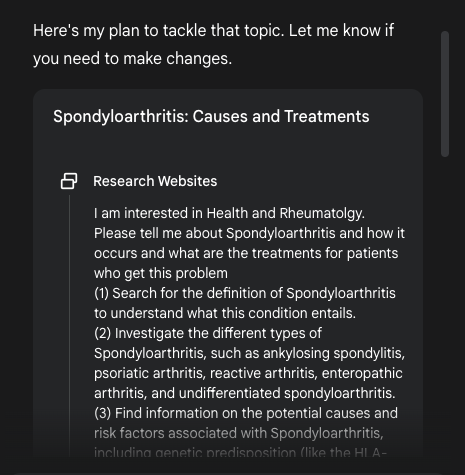 Here's my plan to tackle that topic. Let me know if
you need to make changes.
Spondyloarthritis: Causes and Treatments
Research Websites
I am interested in Health and Rheumatolgy.
Please tell me about Spondyloarthritis and how it
occurs and what are the treatments for patients
who get this problem
(1) Search for the definition of Spondyloarthritis
to understand what this condition entails.
(2) Investigate the different types of
Spondyloarthritis, such as ankylosing spondylitis,
psoriatic arthritis, reactive arthritis, enteropathic
arthritis, and undifferentiated spondyloarthritis.
(3) Find information on the potential causes and
risk factors associated with Spondyloarthritis,
including genetic predisposition (like the HLA-